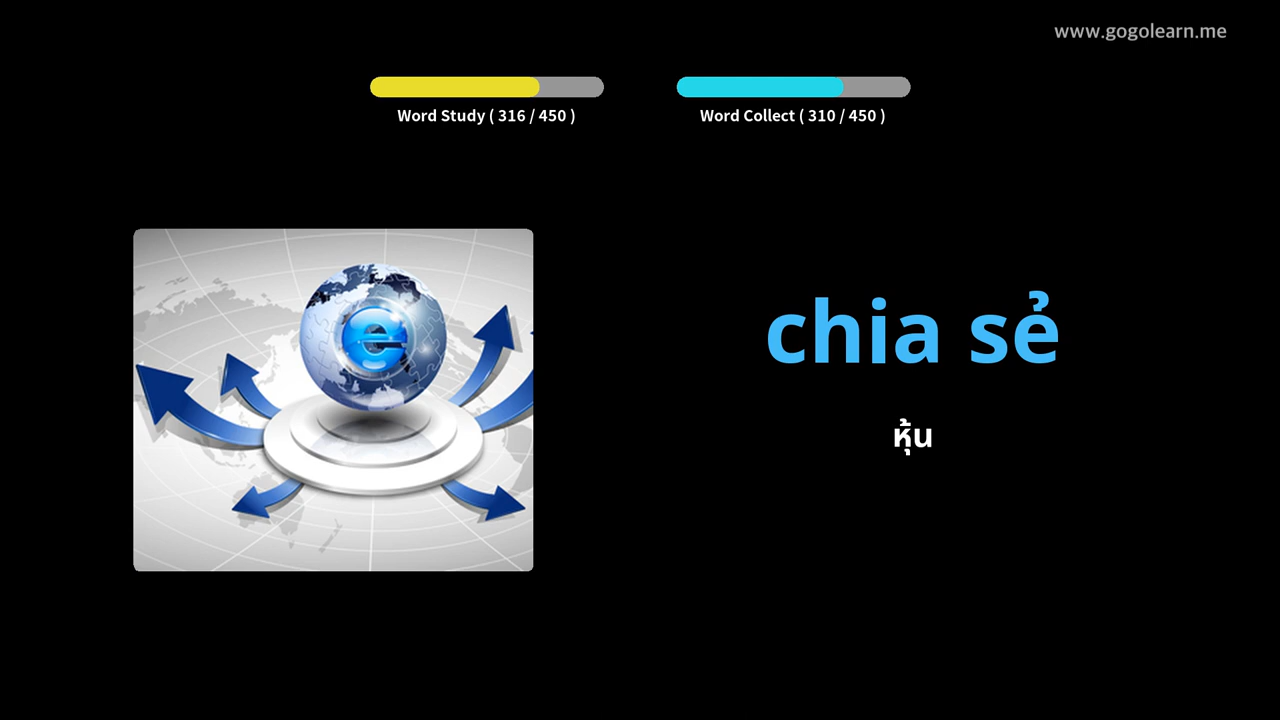 www.gogolearn.me
Word Study ( 316 / 450 )
Word Collect ( 310 / 450 )
e
chia sẻ
หุ้น